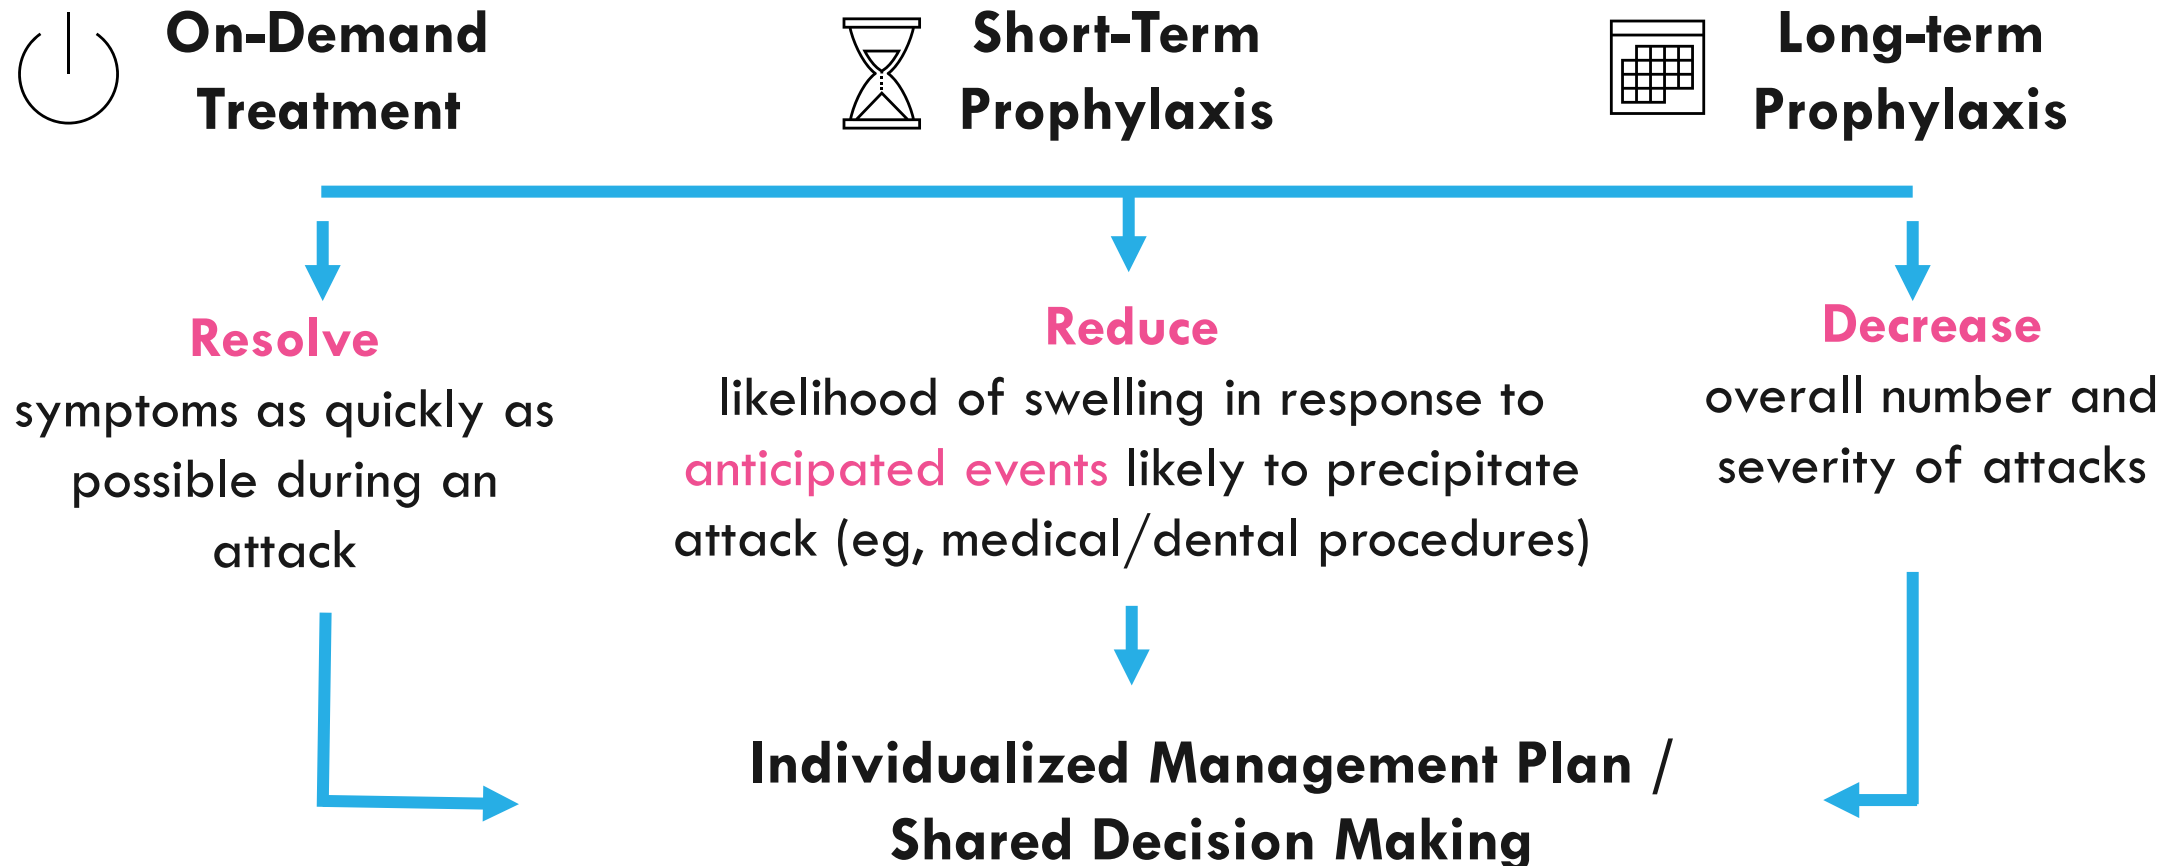 On-Demand
Treatment
Short-Term
Prophylaxis
Long-term
Prophylaxis
Resolve
symptoms as quickly as
possible during an
attack
Reduce
likelihood of swelling in response to
anticipated events likely to precipitate
attack (eg, medical/dental procedures)
Decrease
overall number and
severity of attacks
Individualized Management Plan /
Shared Decision Making